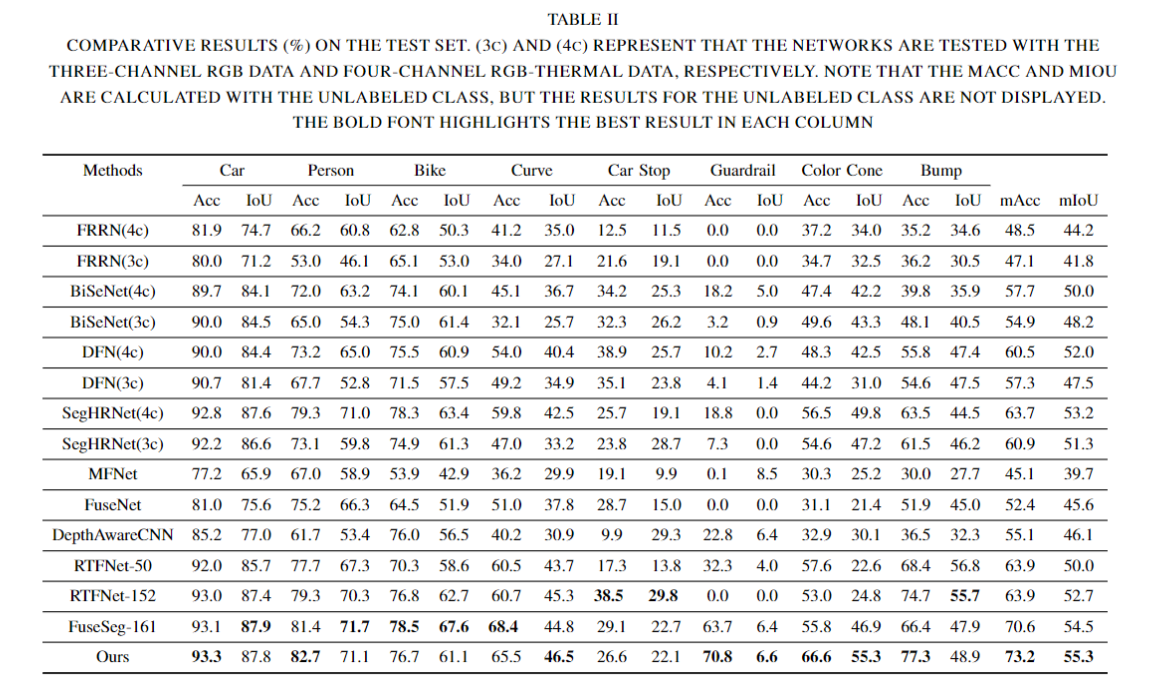 TABLE II
COMPARATIVE RESULTS (%) ON THE TEST SET. (3C) AND (4C) REPRESENT THAT THE NETWORKS ARE TESTED WITH THE
THREE-CHANNEL RGB DATA AND FOUR-CHANNEL RGB-THERMAL DATA, RESPECTIVELY. NOTE THAT THE MACC AND MIOU
ARE CALCULATED WITH THE UNLABELED CLASS, BUT THE RESULTS FOR THE UNLABELED CLASS ARE NOT DISPLAYED.
THE BOLD FONT HIGHLIGHTS THE BEST RESULT IN EACH COLUMN
Methods Car Person Bike Curve Car Stop Guardrail Color Cone Bump
Acc IoU Acc IoU Acc IoU Acc IoU Acc IoU Acc IoU Acc IoU Acc IoU mAcc mIoU
FRRN(4c) 81.9 74.7 66.2 60.8 62.8 50.3 41.2 35.0 12.5 11.5 0.0 0.0 37.2 34.0 35.2 34.6 48.5 44.2
FRRN(3c) 80.0 71.2 53.0 46.1 65.1 53.0 34.0 27.1 21.6 19.1 0.0 0.0 34.7 32.5 36.2 30.5 47.1 41.8
BiSeNet(4c) 89.7 84.1 72.0 63.2 74.1 60.1 45.1 36.7 34.2 25.3 18.2 5.0 47.4 42.2 39.8 35.9 57.7 50.0
BiSeNet(3c) 90.0 84.5 65.0 54.3 75.0 61.4 32.1 25.7 32.3 26.2 3.2 0.9 49.6 43.3 48.1 40.5 54.9 48.2
DFN(4c) 90.0 84.4 73.2 65.0 75.5 60.9 54.0 40.4 38.9 25.7 10.2 2.7 48.3 42.5 55.8 47.4 60.5 52.0
DFN(3c) 90.7 81.4 67.7 52.8 71.5 57.5 49.2 34.9 35.1 23.8 4.1 1.4 44.2 31.0 54.6 47.5 57.3 47.5
SegHRNet(4c) 92.8 87.6 79.3 71.0 78.3 63.4 59.8 42.5 25.7 19.1 18.8 0.0 56.5 49.8 63.5 44.5 63.7 53.2
SegHRNet(3c) 92.2 86.6 73.1 59.8 74.9 61.3 47.0 33.2 23.8 28.7 7.3 0.0 54.6 47.2 61.5 46.2 60.9 51.3
MFNet 77.2 65.9 67.0 58.9 53.9 42.9 36.2 29.9 19.1 9.9 0.1 8.5 30.3 25.2 30.0 27.7 45.1 39.7
FuseNet 81.0 75.6 75.2 66.3 64.5 51.9 51.0 37.8 28.7 15.0 0.0 0.0 31.1 21.4 51.9 45.0 52.4 45.6
DepthAwareCNN 85.2 77.0 61.7 53.4 76.0 56.5 40.2 30.9 9.9 29.3 22.8 6.4 32.9 30.1 36.5 32.3 55.1 46.1
RTFNet-50 92.0 85.7 77.7 67.3 70.3 58.6 60.5 43.7 17.3 13.8 32.3 4.0 57.6 22.6 68.4 56.8 63.9 50.0
RTFNet-152 93.0 87.4 79.3 70.3 76.8 62.7 60.7 45.3 38.5 29.8 0.0 0.0 53.0 24.8 74.7 55.7 63.9 52.7
FuseSeg-161 93.1 87.9 81.4 71.7 78.5 67.6 68.4 44.8 29.1 22.7 63.7 6.4 55.8 46.9 66.4 47.9 70.6 54.5
Ours 93.3 87.8 82.7 71.1 76.7 61.1 65.5 46.5 26.6 22.1 70.8 6.6 66.6 55.3 77.3 48.9 73.2 55.3